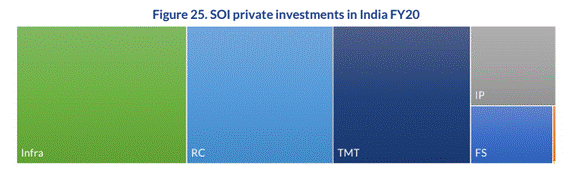 Figure 25. SOI private investments in India FY20
IP
Infra
RC
TMT
FS